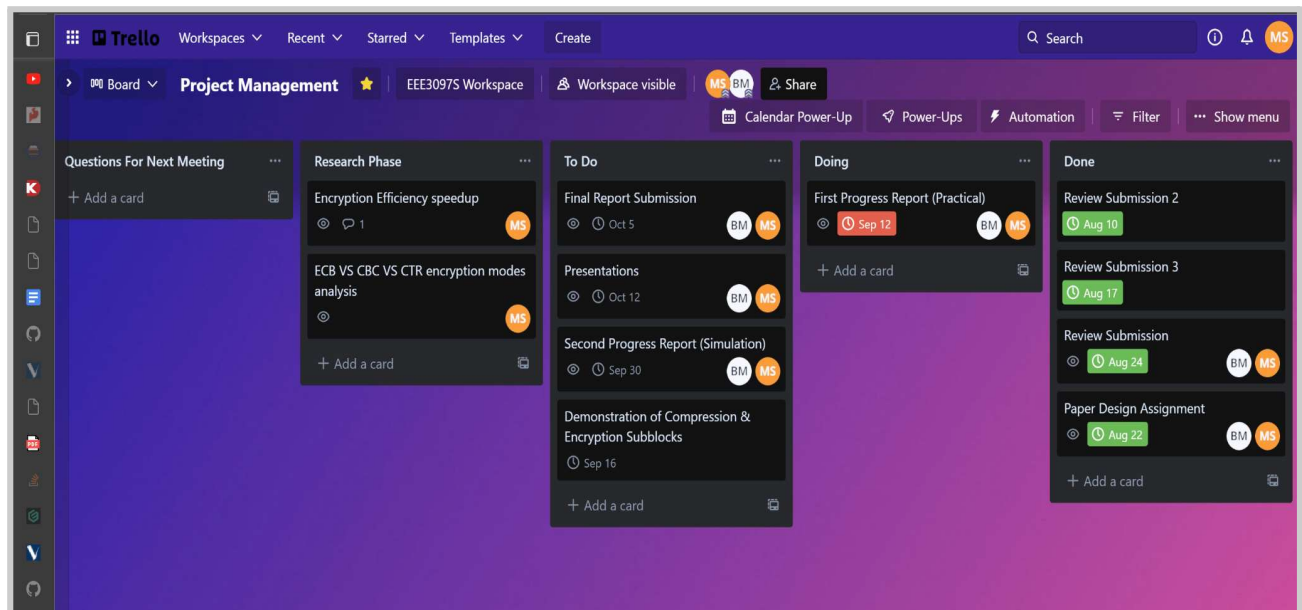 Trello
Workspaces
Recent
Starred
Templates
Create
Search
MS
Board
Project Management
EEE3097S Workspace
Workspace visible
MS
BM
Share
Calendar Power-Up
Power-Ups
Automation
Filter
Show menu
Questions For Next Meeting
+ Add a card
Research Phase
Encryption Efficiency speedup
1
MS
ECB VS CBC VS CTR encryption modes
analysis
MS
+ Add a card
To Do
Final Report Submission
Oct 5
BM
MS
Presentations
Oct 12
BM
MS
Second Progress Report (Simulation)
Sep 30
BM
MS
Demonstration of Compression &
Encryption Subblocks
Sep 16
+ Add a card
Doing
First Progress Report (Practical)
Sep 12
BM
MS
+ Add a card
Done
Review Submission 2
Aug 10
Review Submission 3
Aug 17
Review Submission
Aug 24
BM
MS
Paper Design Assignment
Aug 22
BM
MS
+ Add a card
K
V
PDF
V